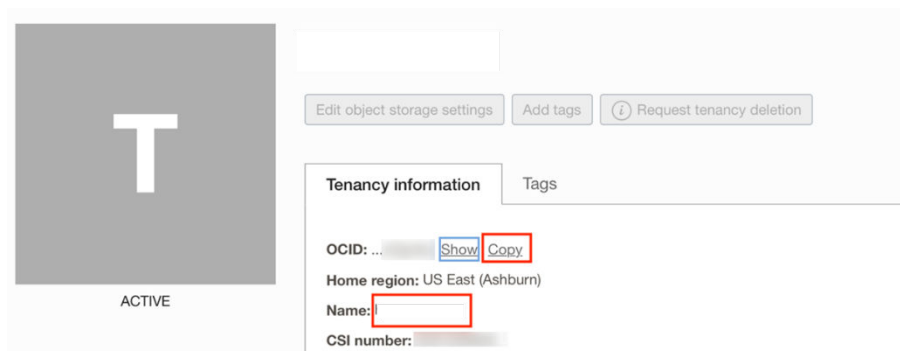 T
ACTIVE
Edit object storage settings Add tags i Request tenancy deletion
Tenancy information Tags
OCID: ... Show Copy
Home region: US East (Ashburn)
Name:
CSI number: